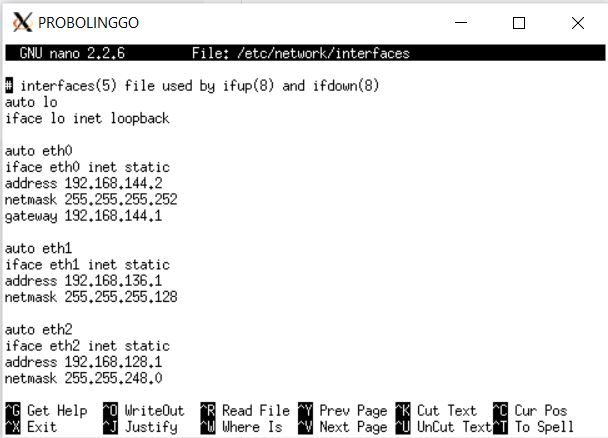 PROBOLINGGO
GNU nano 2.2.6 File: /etc/network/interfaces
# interfaces(5) file used by ifup(8) and ifdown(8)
auto lo
iface lo inet loopback
auto eth0
iface eth0 inet static
address 192.168.144.2
netmask 255.255.255.252
gateway 192.168.144.1
auto eth1
iface eth1 inet static
address 192.168.136.1
netmask 255.255.255.128
auto eth2
iface eth2 inet static
address 192.168.128.1
netmask 255.255.248.0
^G Get Help ^O WriteOut ^R Read File ^Y Prev Page ^K Cut Text ^C Cur Pos
^X Exit ^J Justify ^W Where Is ^V Next Page ^U UnCut Text ^T To Spell